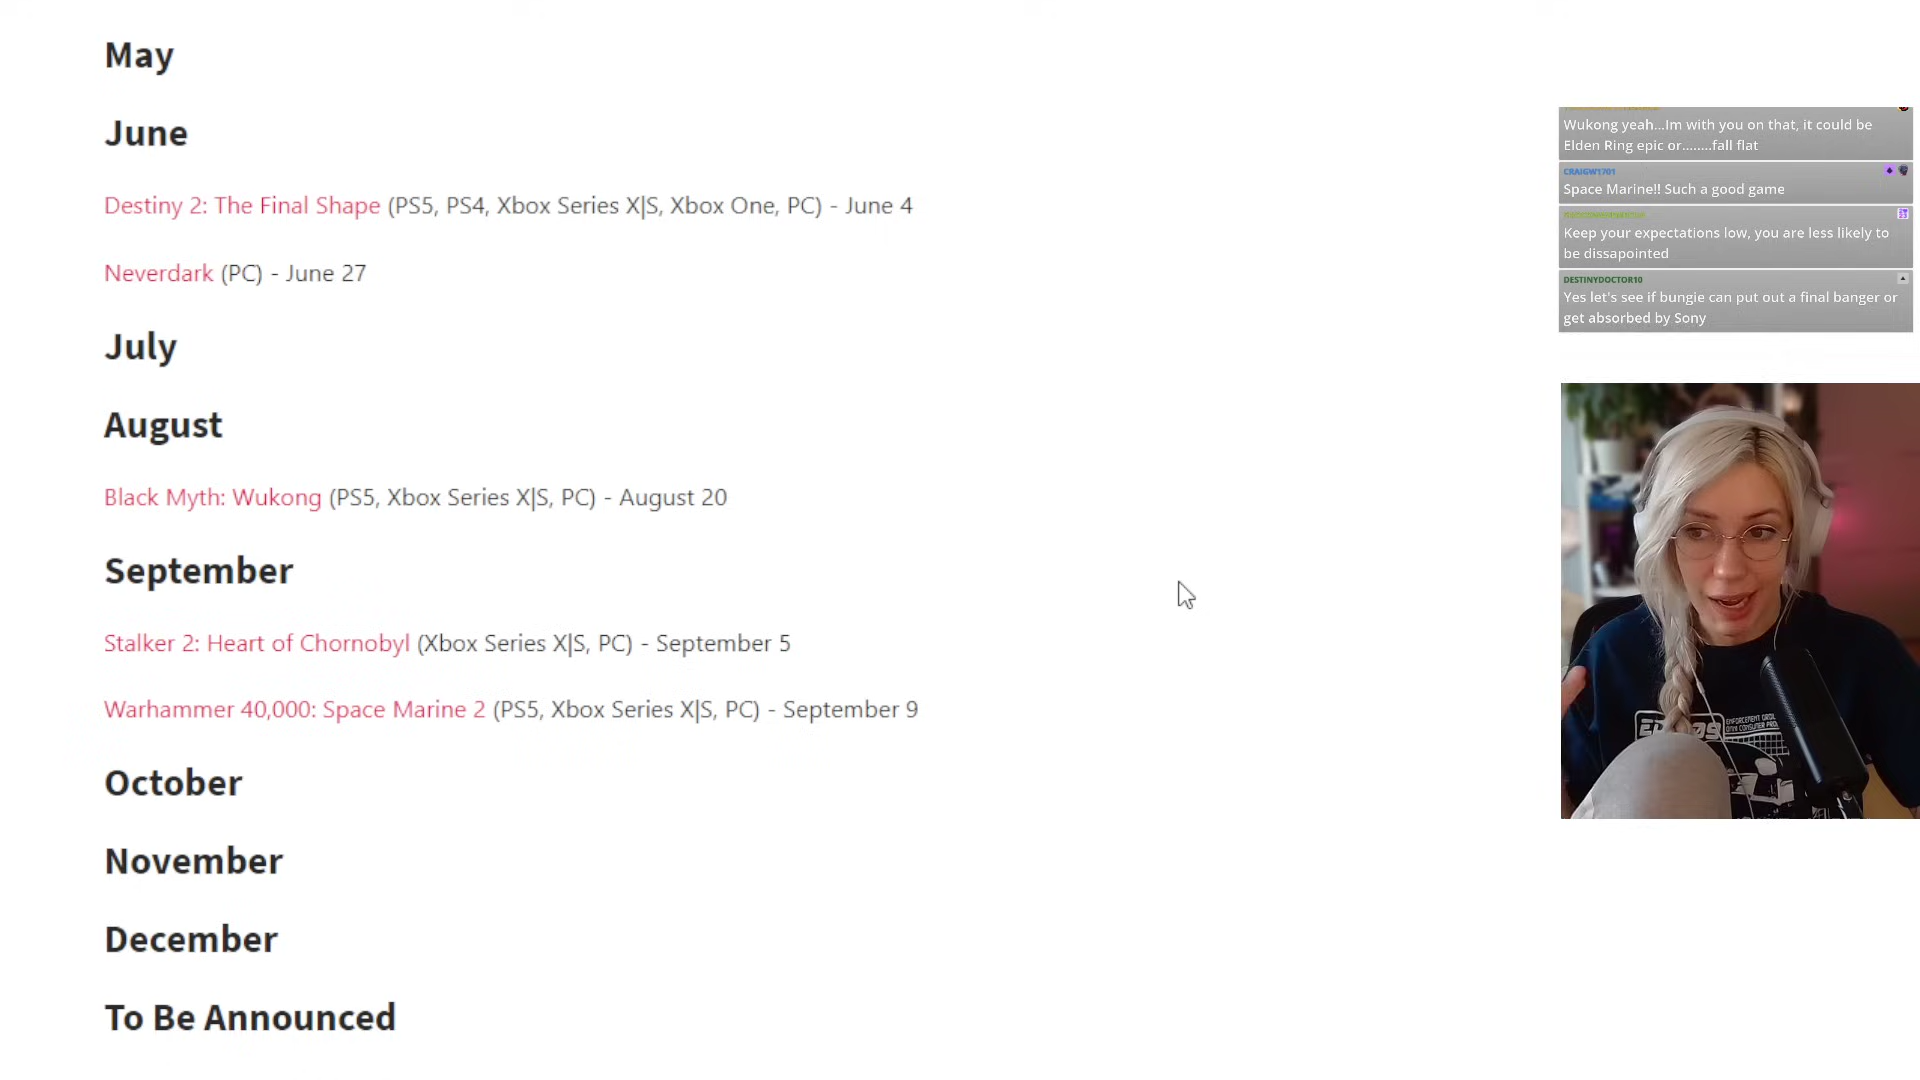 May
June
Destiny 2: The Final Shape (PS5, PS4, Xbox Series X|S, Xbox One, PC) - June 4
Neverdark (PC) - June 27
July
August
Black Myth: Wukong (PS5, Xbox Series X|S, PC) - August 20
September
Stalker 2: Heart of Chornobyl (Xbox Series X|S, PC) - September 5
Warhammer 40,000: Space Marine 2 (PS5, Xbox Series X|S, PC) - September 9
October
November
December
To Be Announced
Wukong yeah...Im with you on that, it could be
Elden Ring epic or........fall flat
CRAIGW1701
Space Marine!! Such a good game
Keep your expectations low, you are less likely to
be dissapointed
DESTINYDOCTOR10
Yes let's see if bungie can put out a final banger or
get absorbed by Sony
ENFORCEMENT DROID
OMNI CONSUMER PRO